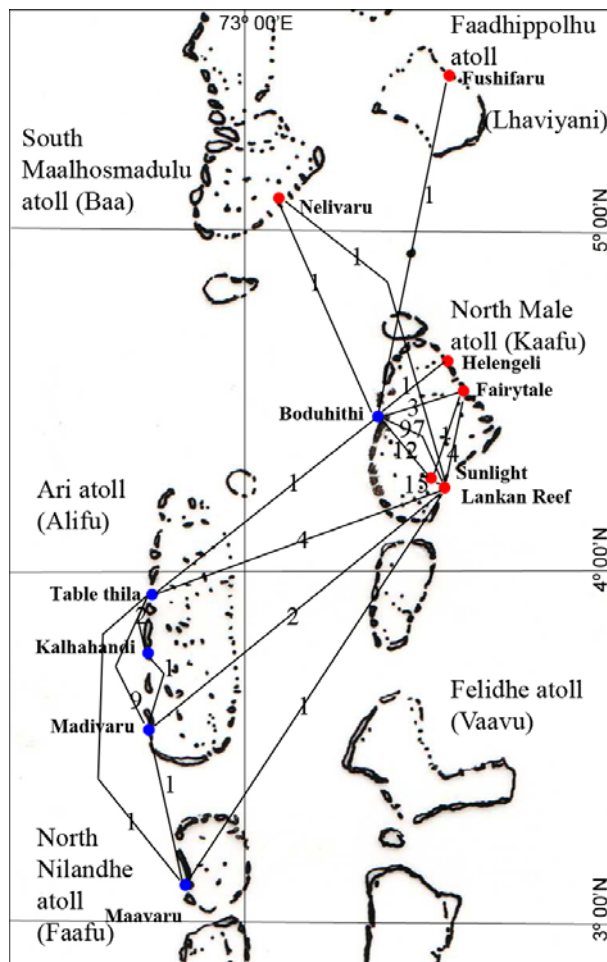 73° 00'E
Faadhippolhu
atoll
Fushifaru
(Lhaviyani)
South
Maalhosmadulu
atoll (Baa)
1
Nelivaru
5° 00'N
1
1
North Male
atoll (Kaafu)
Helengeli
1
Fairytale
3
Boduhithi
97
1
12
4
Sunlight
15
Lankan Reef
1
Ari atoll
(Alifu)
4
4° 00'N
Table thila
2
2
Kalhahandi
1
Felidhe atoll
(Vaavu)
9
1
Madivaru
1
1
North
Nilandhe
atoll
(Faafu)
Maavaru
3° 00'N